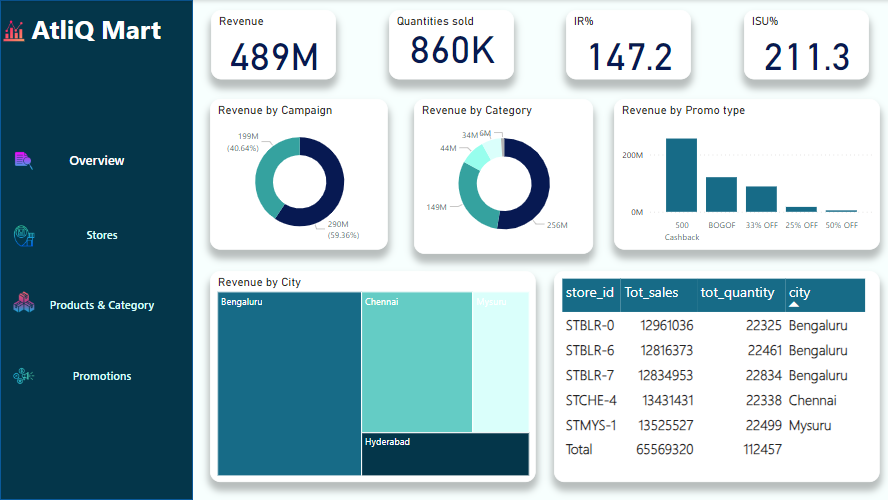 AtliQ Mart
Overview
Stores
Products & Category
Promotions
Revenue
489M
Quantities sold
860K
IR%
147.2
ISU%
211.3
Revenue by Campaign
199M
(40.64%)
290M
(59.36%)
Revenue by Category
34M 6M
44M
149M
256M
Revenue by Promo type
200M
0M
500
Cashback
BOGOF
33% OFF
25% OFF
50% OFF
Revenue by City
Bengaluru
Chennai
Mysuru
Hyderabad
store_id Tot_sales tot_quantity city
STBLR-0 12961036 22325 Bengaluru
STBLR-6 12816373 22461 Bengaluru
STBLR-7 12834953 22834 Bengaluru
STCHE-4 13431431 22338 Chennai
STMYS-1 13525527 22499 Mysuru
Total 65569320 112457